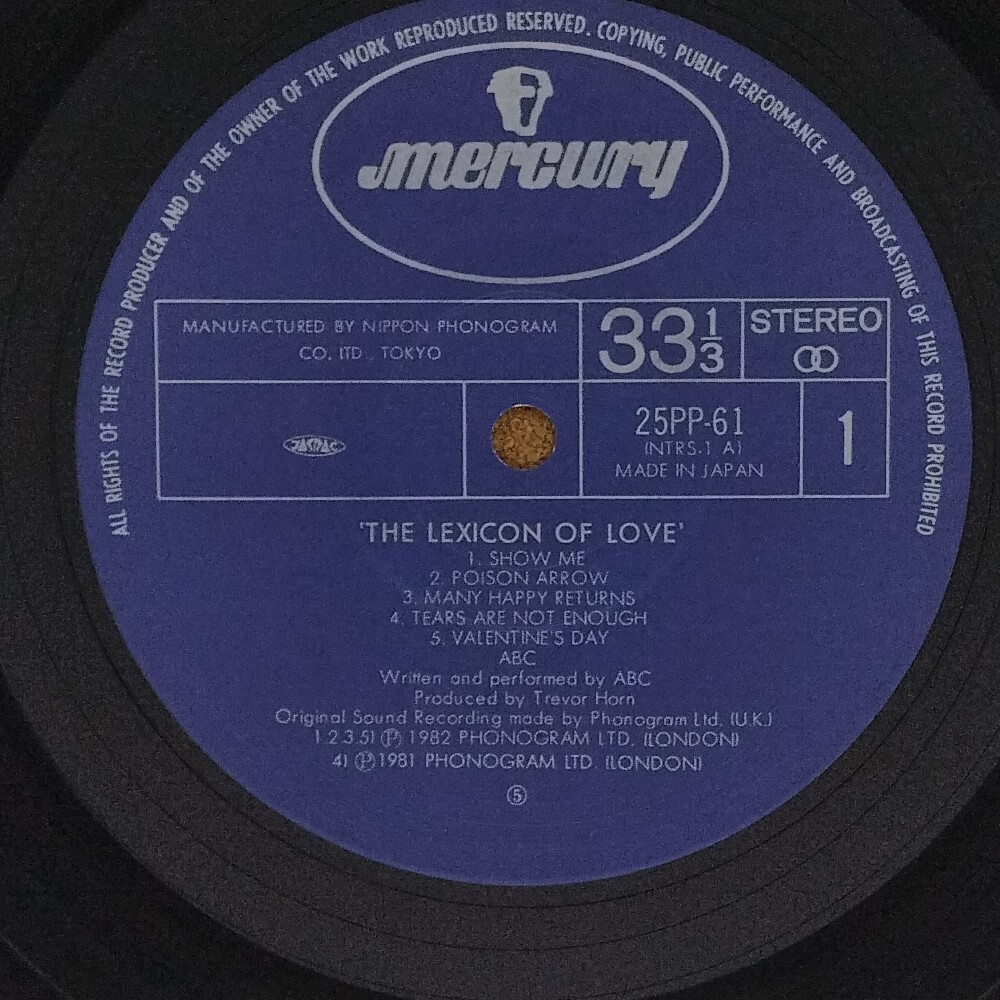 ALL RIGHTS OF THE RECORD PRODUCER AND OF THE OWNER OF THE WORK REPRODUCED RESERVED. COPYING, PUBLIC PERFORMANCE AND BROADCASTING OF THIS RECORD PROHIBITED
mercury
MANUFACTURED BY NIPPON PHONOGRAM
CO. LTD., TOKYO
33 1/3
STEREO
JASRAC
25PP-61
(NTRS-1 A)
MADE IN JAPAN
1
'THE LEXICON OF LOVE'
1. SHOW ME
2. POISON ARROW
3. MANY HAPPY RETURNS
4. TEARS ARE NOT ENOUGH
5. VALENTINE'S DAY
ABC
Written and performed by ABC
Produced by Trevor Horn
Original Sound Recording made by Phonogram Ltd. (U.K.)
1.2.3.5) Ⓟ 1982 PHONOGRAM LTD. (LONDON)
4) Ⓟ 1981 PHONOGRAM LTD. (LONDON)
⑤